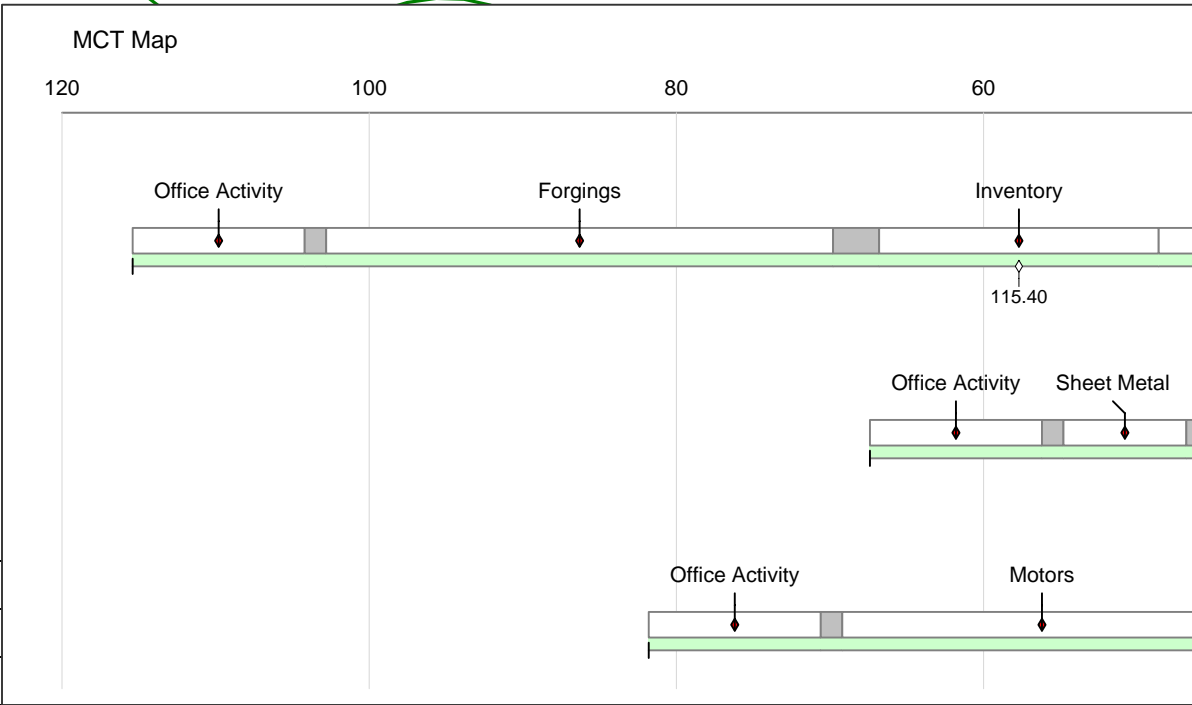 MCT Map
120 100 80 60
Office Activity Forgings Inventory
115.40
Office Activity Sheet Metal
Office Activity Motors